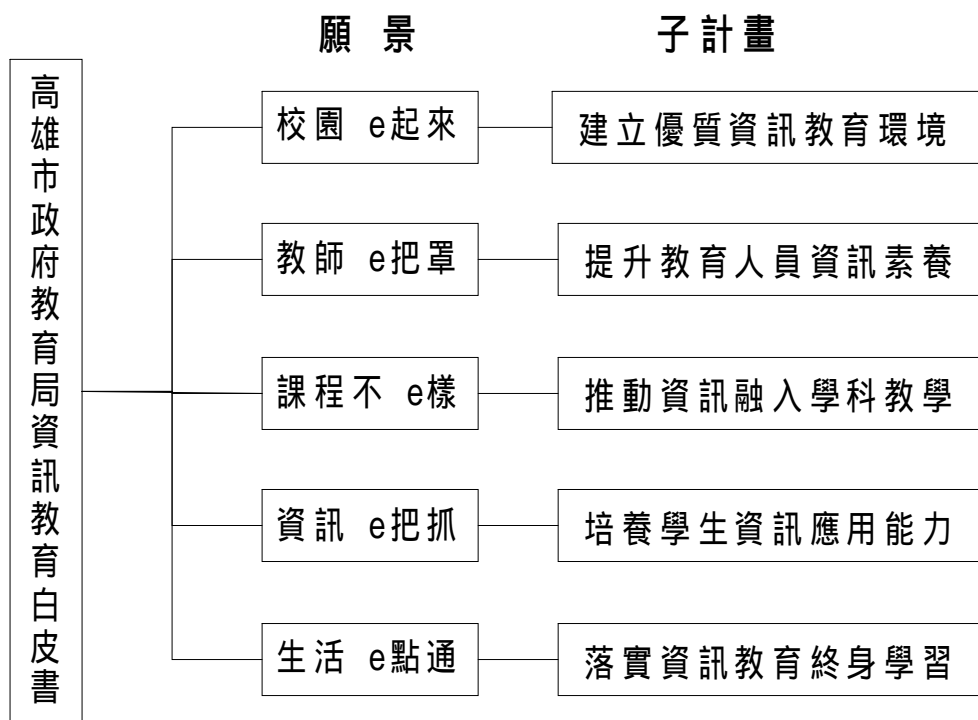 願景 子計畫
高雄市政府教育局資訊教育白皮書
校園 e起來 建立優質資訊教育環境
教師 e把罩 提升教育人員資訊素養
課程不 e樣 推動資訊融入學科教學
資訊 e把抓 培養學生資訊應用能力
生活 e點通 落實資訊教育終身學習